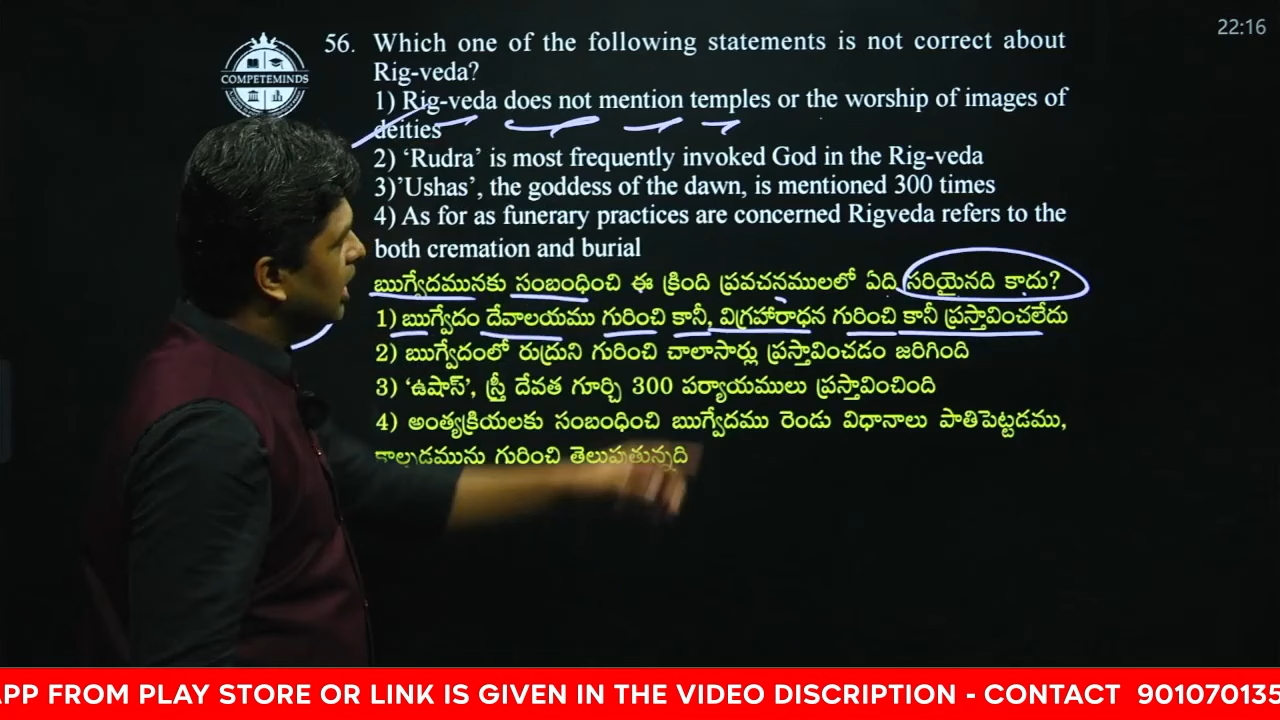 22:16
COMPETEMINDS
56. Which one of the following statements is not correct about
Rig-veda?
1) Rig-veda does not mention temples or the worship of images of
deities
2) ‘Rudra’ is most frequently invoked God in the Rig-veda
3)’Ushas’, the goddess of the dawn, is mentioned 300 times
4) As for as funerary practices are concerned Rigveda refers to the
both cremation and burial
ఋగ్వేదమునకు సంబంధించి ఈ క్రింది ప్రవచనములలో ఏది సరియైనది కాదు?
1) ఋగ్వేదం దేవాలయము గురించి కానీ, విగ్రహారాధన గురించి కానీ ప్రస్తావించలేదు
2) ఋగ్వేదంలో రుద్రుని గురించి చాలాసార్లు ప్రస్తావించడం జరిగింది
3) ‘ఉషాస్’, స్త్రీ దేవత గూర్చి 300 పర్యాయములు ప్రస్తావించింది
4) అంత్యక్రియలకు సంబంధించి ఋగ్వేదము రెండు విధానాలు పాతిపెట్టడము,
కాల్చడమును గురించి తెలుపుతున్నది
APP FROM PLAY STORE OR LINK IS GIVEN IN THE VIDEO DISCRIPTION - CONTACT 901070135